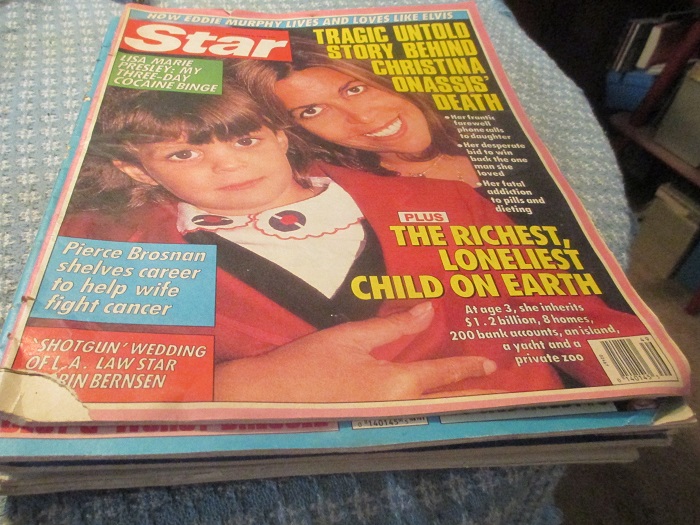 HOW EDDIE MURPHY LIVES AND LOVES LIKE ELVIS
Star
LISA MARIE
PRESLEY: MY
THREE-DAY
COCAINE BINGE
TRAGIC UNTOLD
STORY BEHIND
CHRISTINA
ONASSIS'
DEATH
• Her frantic
farewell
phone calls
to daughter
• Her desperate
bid to win
back the one
man she
loved
• Her fatal
addiction
to pills and
dieting
PLUS
THE RICHEST,
LONELIEST
CHILD ON EARTH
At age 3, she inherits
$1.2 billion, 8 homes,
200 bank accounts, an island,
a yacht and a
private zoo
Pierce Brosnan
shelves career
to help wife
fight cancer
'SHOTGUN' WEDDING
OF L.A. LAW STAR
BIN BERNSEN
49